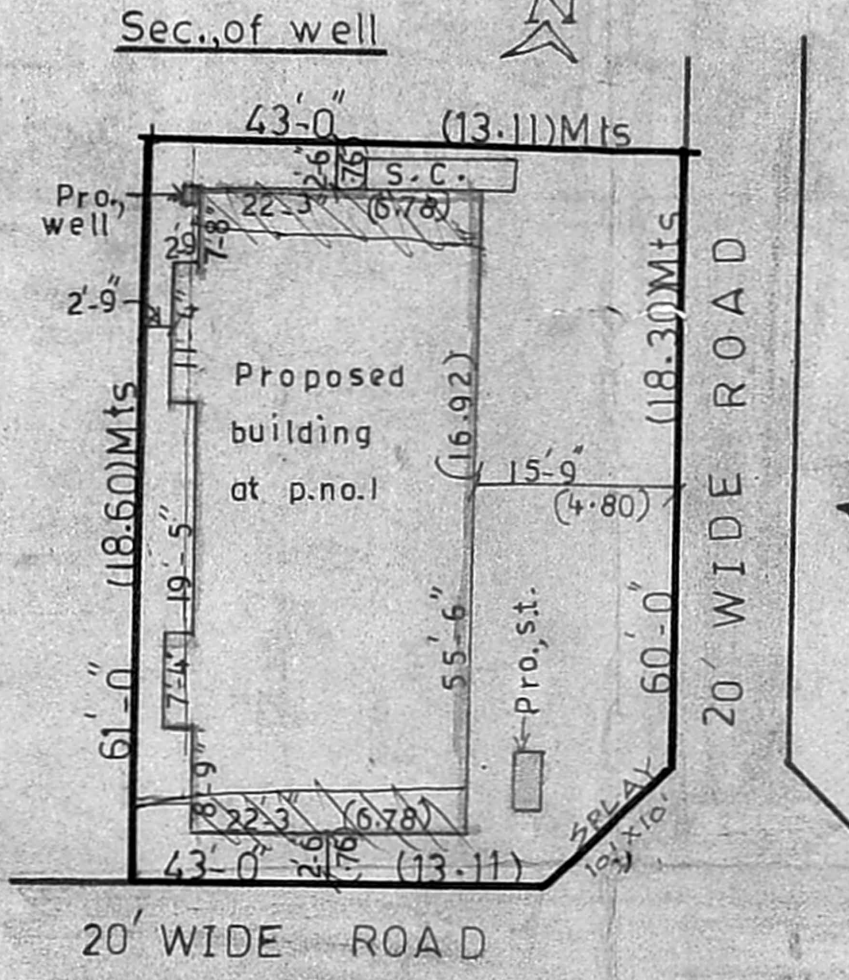 Sec.,of well
N
43'-0" (13.11)Mts
2'-6 .76 S.C.
Pro., well
22'-3" (6.78)
2'9 7'-8"
2'-9"
11'-4"
Proposed
building
at p.no.1
(16.92)
55'-6"
(18.30)Mts
60'-0"
20' WIDE ROAD
15'-9"
(4.80)
(18.60)Mts
61'-0"
19'-5"
7'-4"
Pro.,s.t.
8'-9"
22'3" (6.78)
43'-0" 2'-6 .76 (13.11)
SPLAY
20' WIDE ROAD